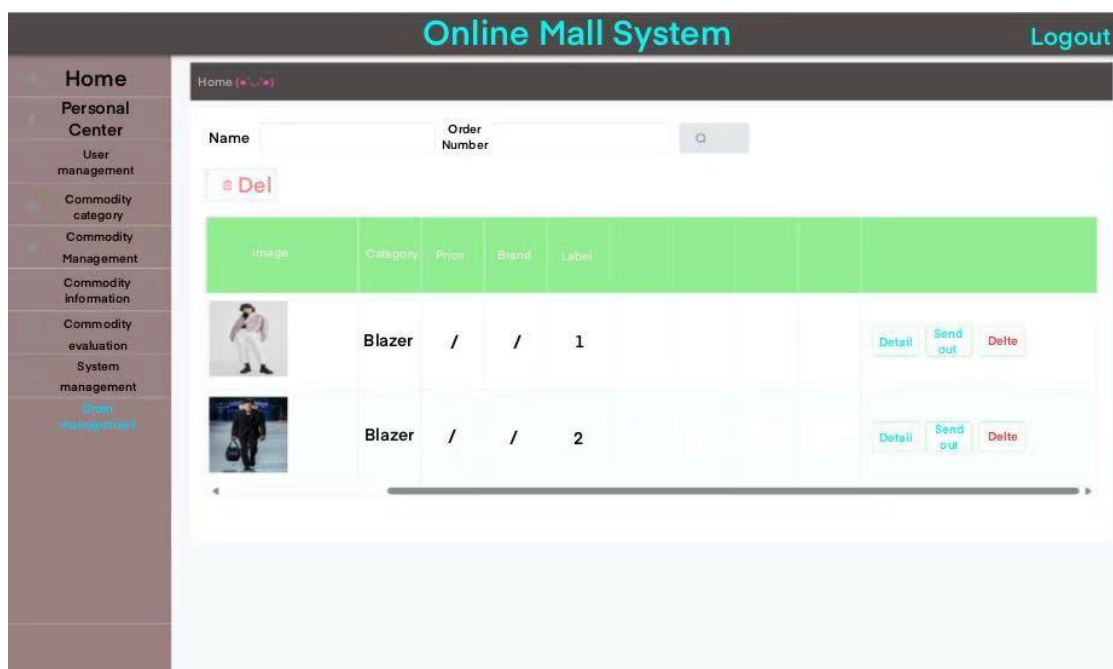 Online Mall System
Logout
Home
Personal
Center
User
management
Commodity
category
Commodity
Management
Commodity
information
Commodity
evaluation
System
management
Order
management
Home (•'◡'•)
Name
Order
Number
Del
Image Category Price Brand Label
Blazer / / 1 Detail Send
out Delte
Blazer / / 2 Detail Send
out Delte